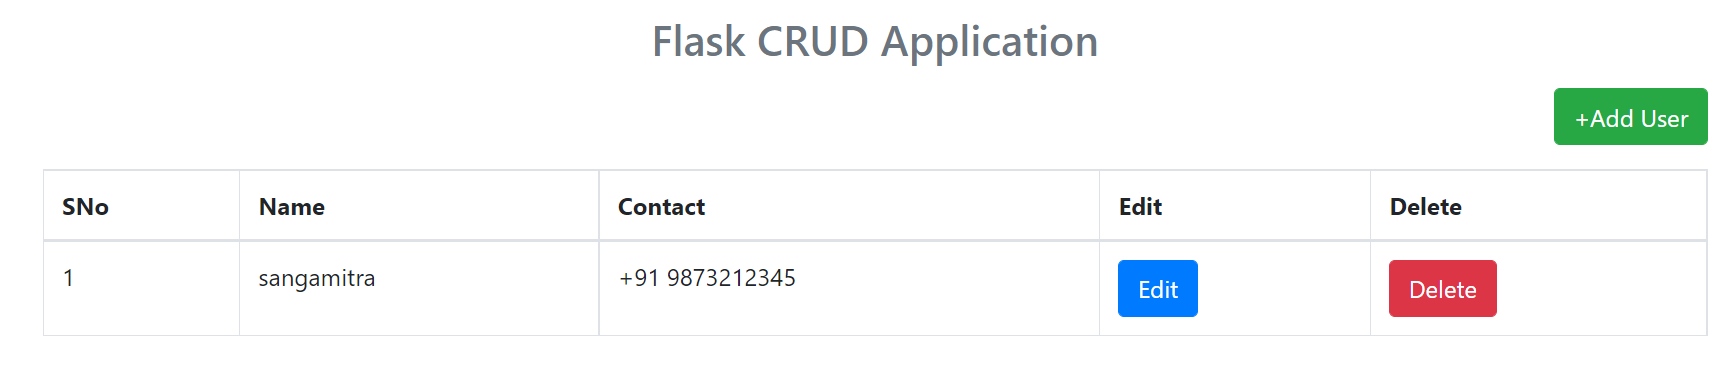 Flask CRUD Application
+Add User
SNo Name Contact Edit Delete
1 sangamitra +91 9873212345 Edit Delete